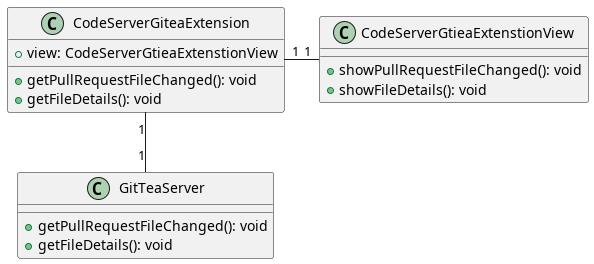 C CodeServerGiteaExtension
view: CodeServerGtieaExtenstionView
getPullRequestFileChanged(): void
getFileDetails(): void
1 1
C CodeServerGtieaExtenstionView
showPullRequestFileChanged(): void
showFileDetails(): void
1
1
C GitTeaServer
getPullRequestFileChanged(): void
getFileDetails(): void